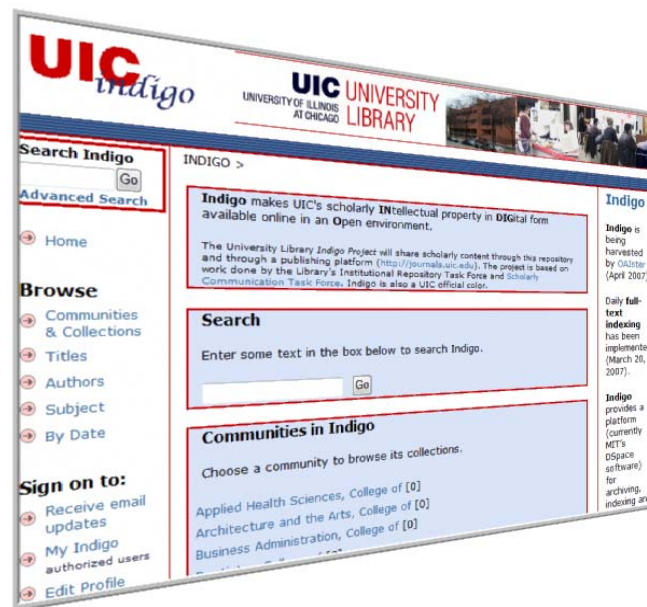 UIC
indigo
UIC UNIVERSITY
UNIVERSITY OF ILLINOIS
AT CHICAGO
LIBRARY
Search Indigo
Go
Advanced Search
Home
Browse
Communities
& Collections
Titles
Authors
Subject
By Date
Sign on to:
Receive email
updates
My Indigo
authorized users
Edit Profile
INDIGO >
Indigo makes UIC's scholarly INtellectual property in DIGital form
available online in an Open environment.
The University Library Indigo Project will share scholarly content through this repository
and through a publishing platform (http://journals.uic.edu). The project is based on
work done by the Library's Institutional Repository Task Force and Scholarly
Communication Task Force. Indigo is also a UIC official color.
Search
Enter some text in the box below to search Indigo.
Go
Communities in Indigo
Choose a community to browse its collections.
Applied Health Sciences, College of [0]
Architecture and the Arts, College of [0]
Business Administration, College of [0]
Indigo
Indigo is
being
harvested
by OAIster
(April 2007)
Daily full-
text
indexing
has been
implemente
(March 20,
2007).
Indigo
provides a
platform
(currently
MIT's
DSpace
software)
for
archiving,
indexing an